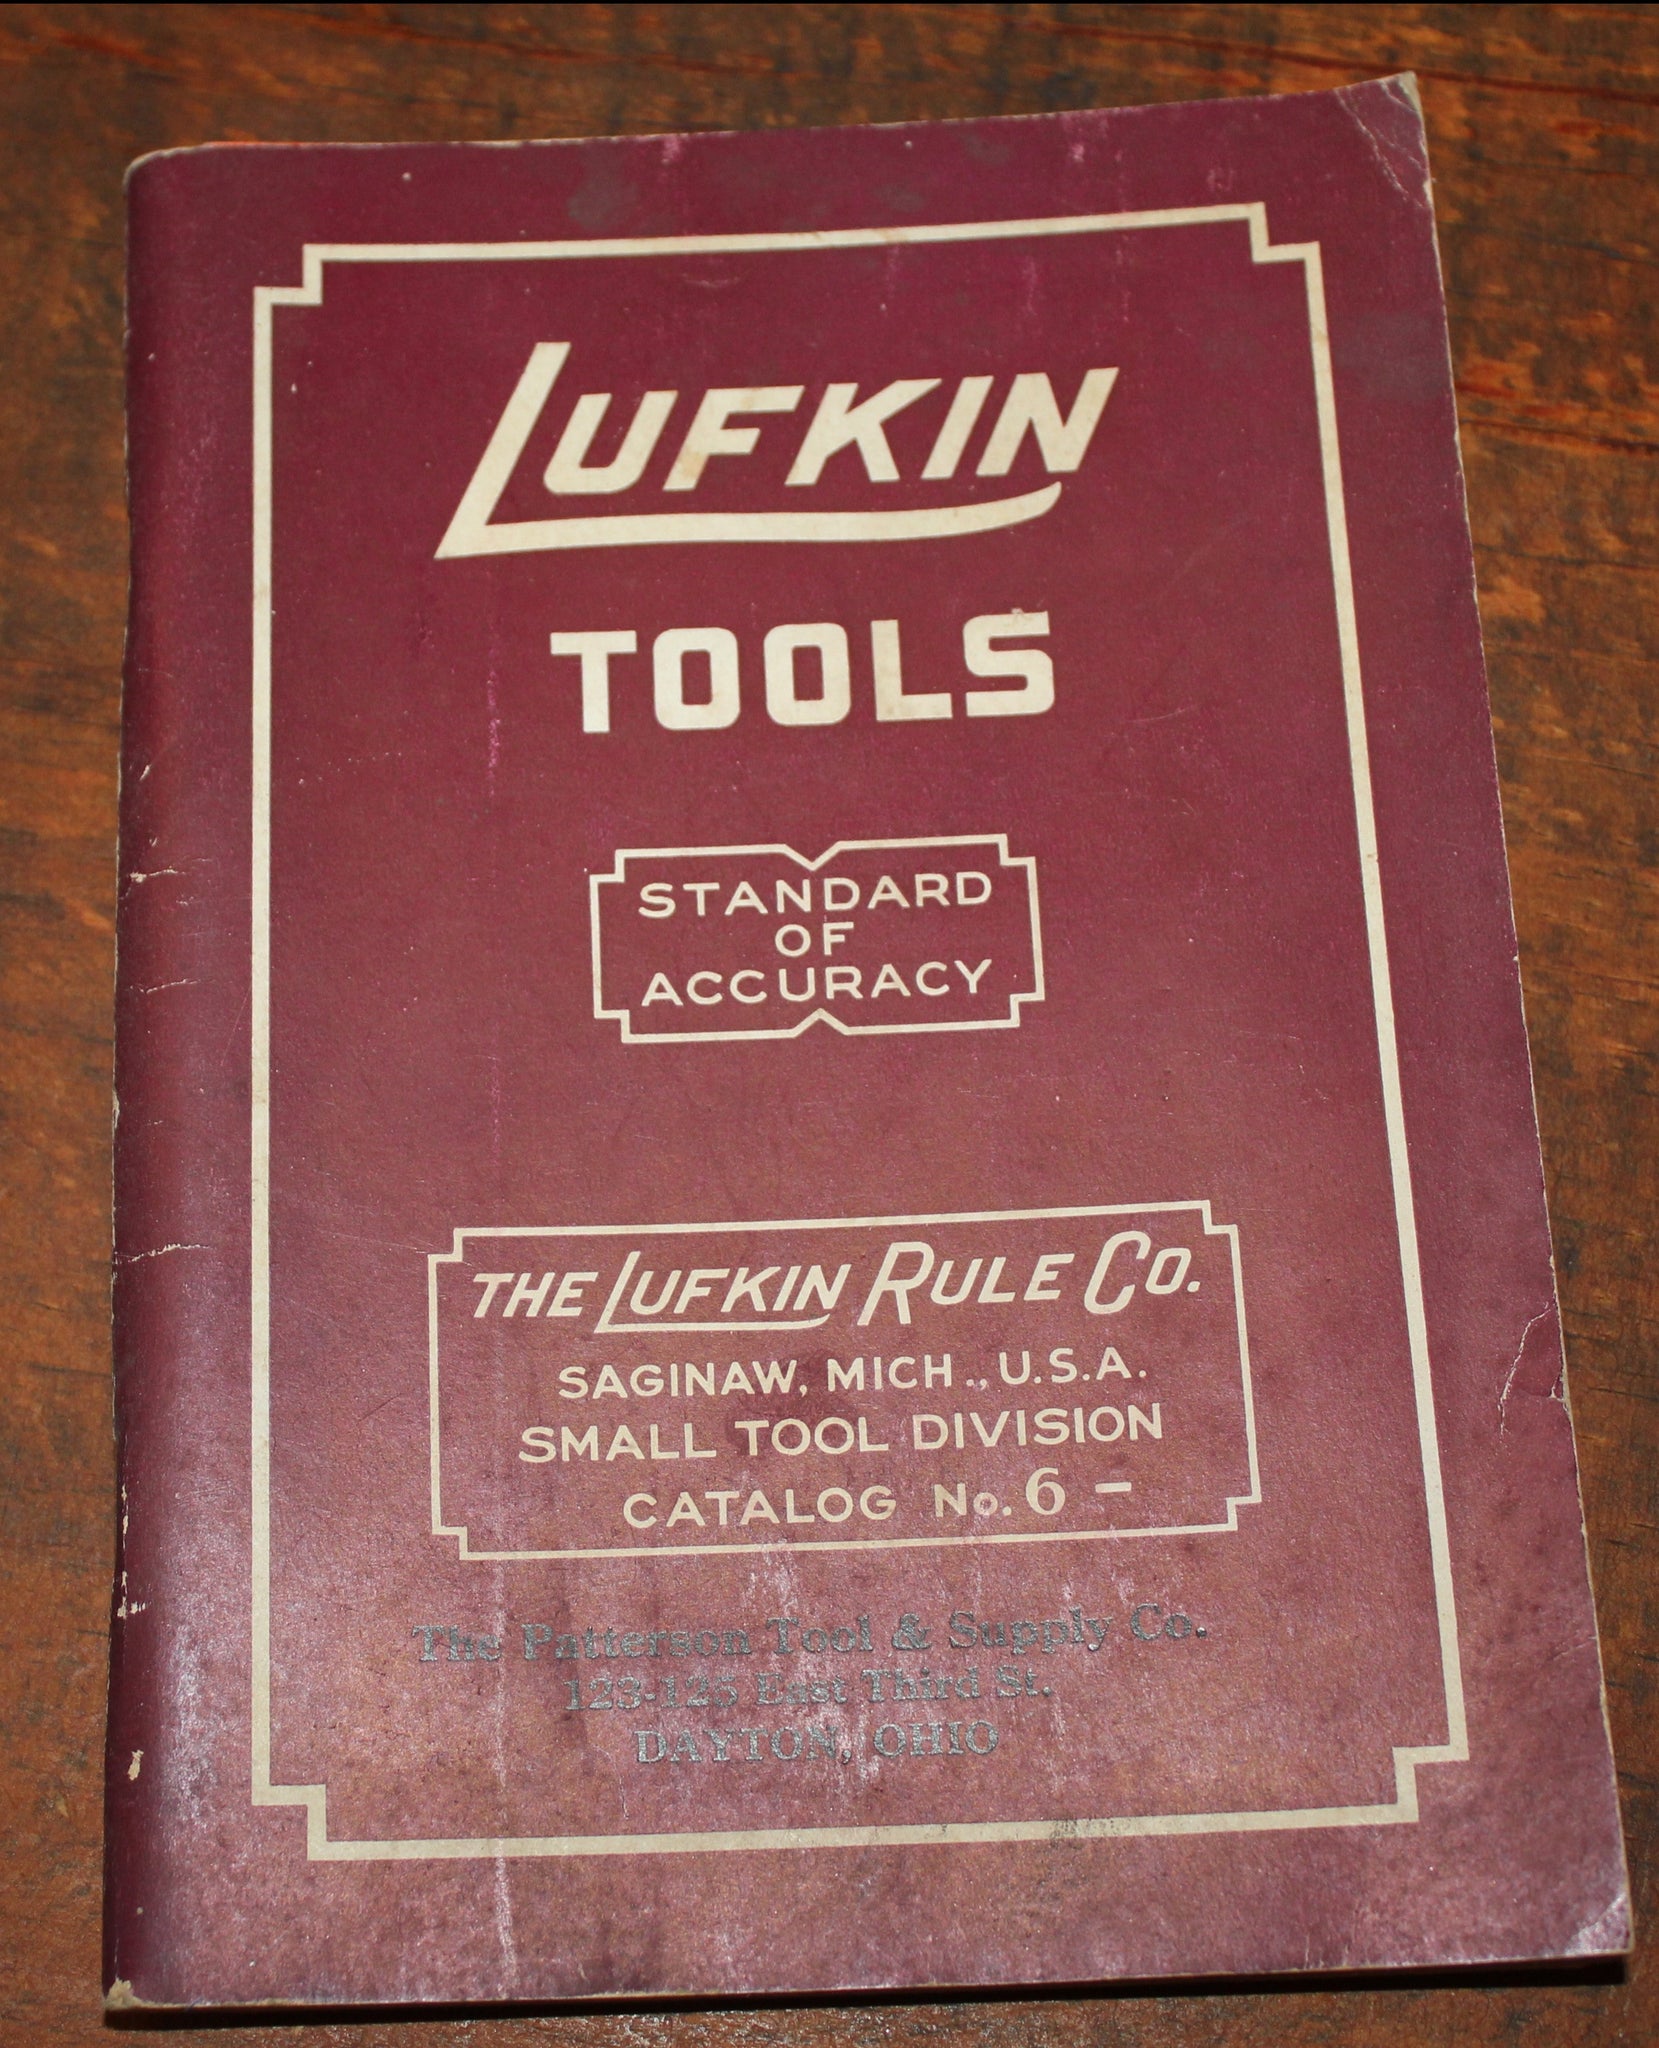 LUFKIN
TOOLS
STANDARD
OF
ACCURACY
THE LUFKIN RULE CO.
SAGINAW, MICH., U.S.A.
SMALL TOOL DIVISION
CATALOG No. 6 –
The Patterson Tool & Supply Co.
123-125 East Third St.
DAYTON, OHIO